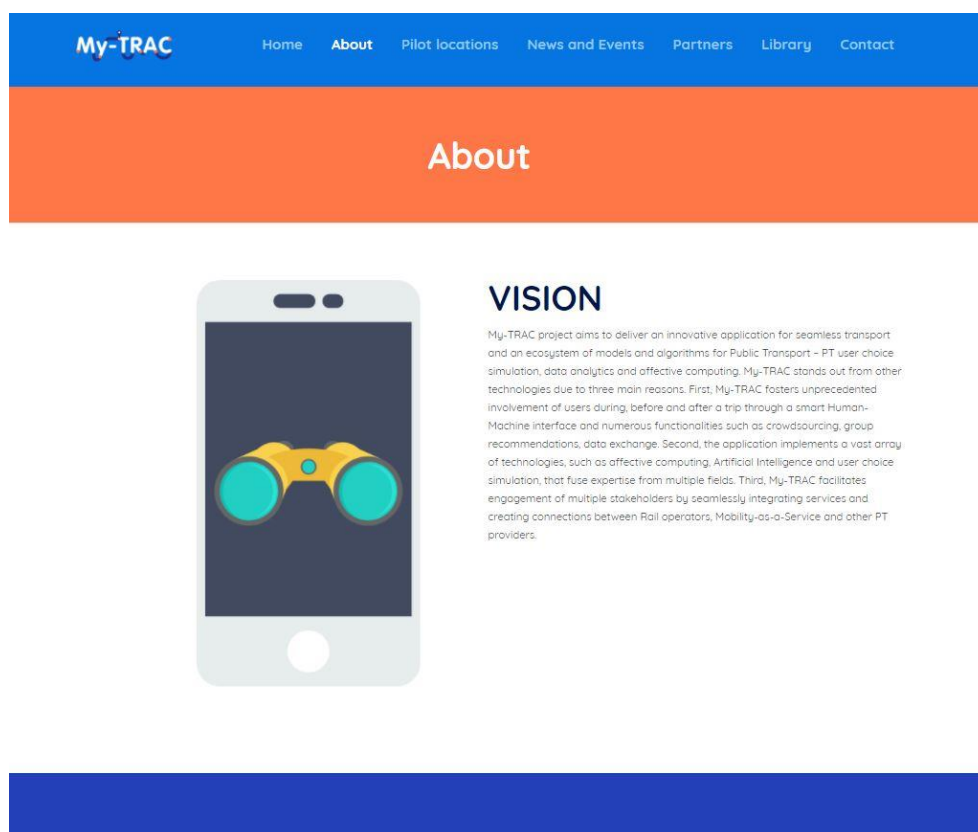 My-TRAC
Home About Pilot locations News and Events Partners Library Contact
About
VISION
My-TRAC project aims to deliver an innovative application for seamless transport
and an ecosystem of models and algorithms for Public Transport – PT user choice
simulation, data analytics and affective computing. My-TRAC stands out from other
technologies due to three main reasons. First, My-TRAC fosters unprecedented
involvement of users during, before and after a trip through a smart Human-
Machine interface and numerous functionalities such as crowdsourcing, group
recommendations, data exchange. Second, the application implements a vast array
of technologies, such as affective computing, Artificial Intelligence and user choice
simulation, that fuse expertise from multiple fields. Third, My-TRAC facilitates
engagement of multiple stakeholders by seamlessly integrating services and
creating connections between Rail operators, Mobility-as-a-Service and other PT
providers.